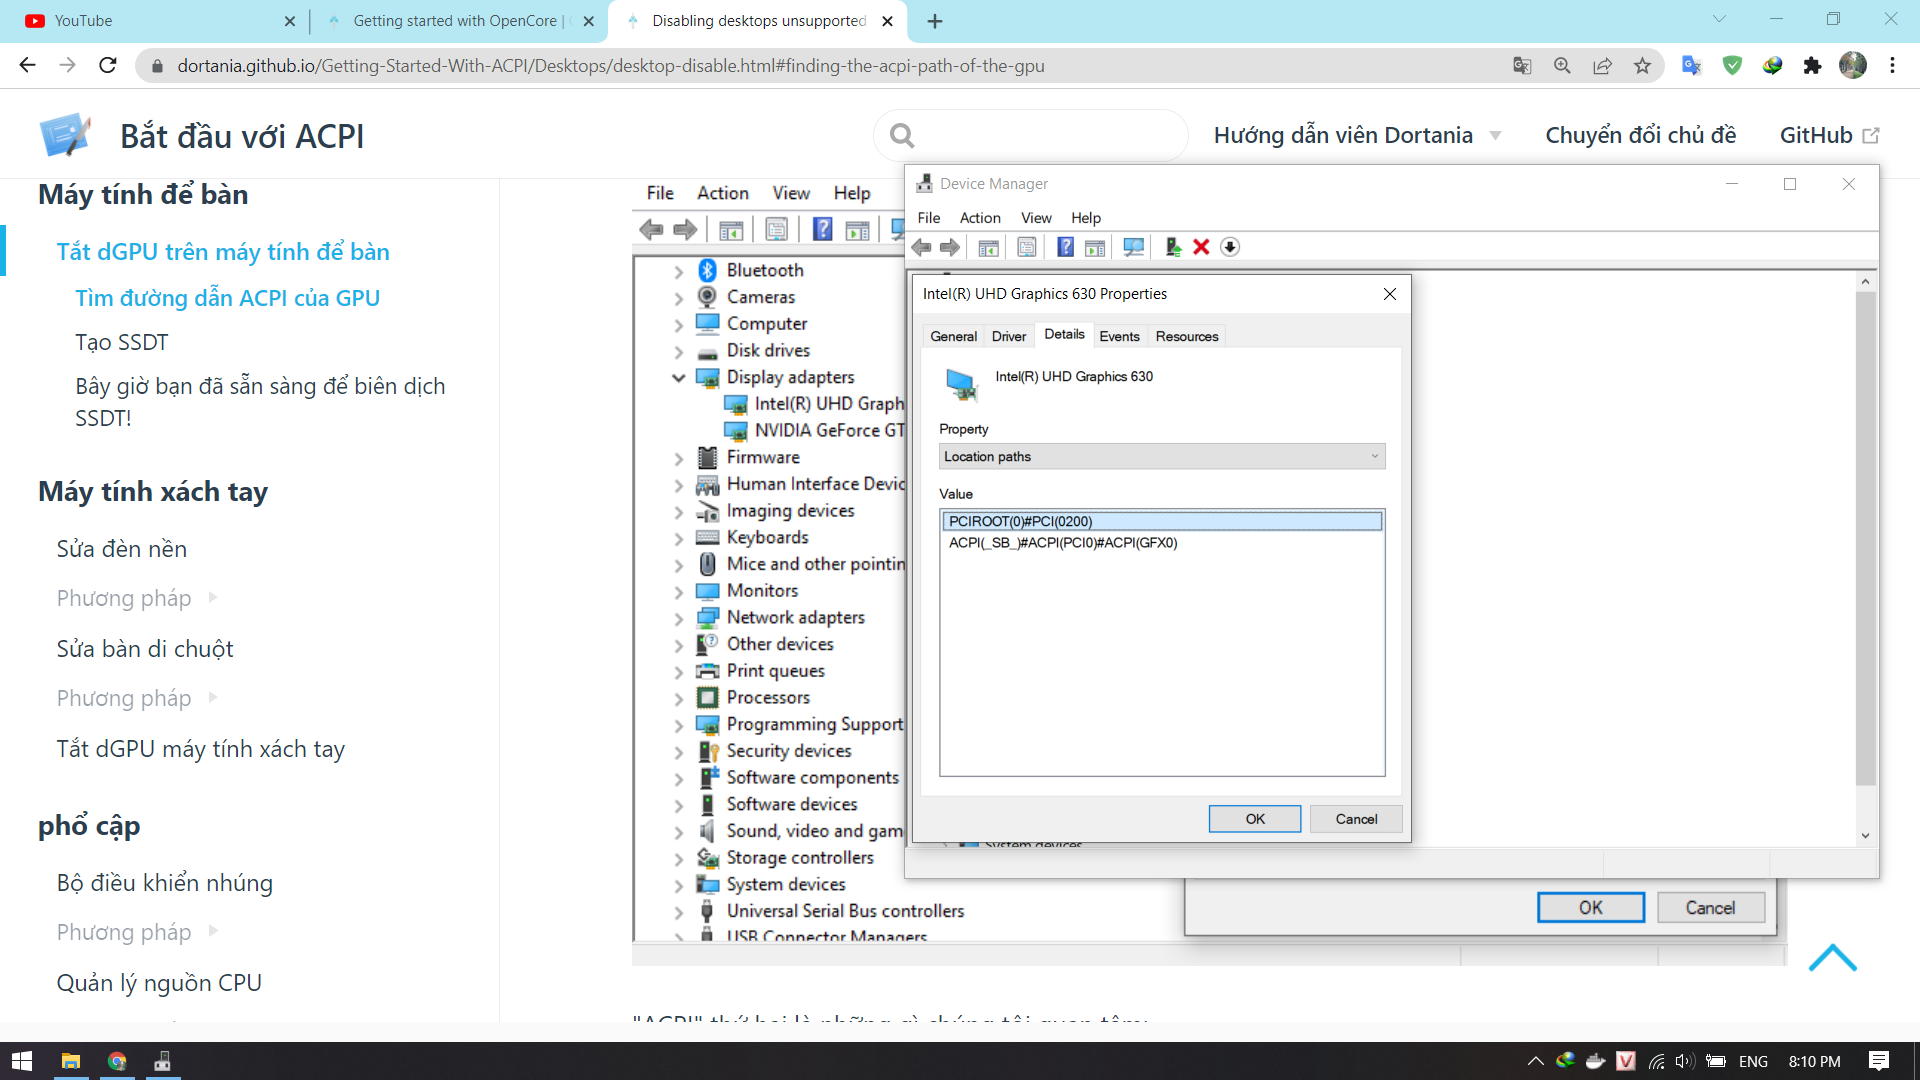 YouTube
Getting started with OpenCore |
Disabling desktops unsupported
dortania.github.io/Getting-Started-With-ACPI/Desktops/desktop-disable.html#finding-the-acpi-path-of-the-gpu
Bắt đầu với ACPI
Hướng dẫn viên Dortania
Chuyển đổi chủ đề
GitHub
Máy tính để bàn
Tắt dGPU trên máy tính để bàn
Tìm đường dẫn ACPI của GPU
Tạo SSDT
Bây giờ bạn đã sẵn sàng để biên dịch
SSDT!
Máy tính xách tay
Sửa đèn nền
Phương pháp
Sửa bàn di chuột
Phương pháp
Tắt dGPU máy tính xách tay
phổ cập
Bộ điều khiển nhúng
Phương pháp
Quản lý nguồn CPU
File Action View Help
Bluetooth
Cameras
Computer
Disk drives
Display adapters
Intel(R) UHD Graph
NVIDIA GeForce GT
Firmware
Human Interface Devic
Imaging devices
Keyboards
Mice and other pointin
Monitors
Network adapters
Other devices
Print queues
Processors
Programming Support
Security devices
Software components
Software devices
Sound, video and gam
Storage controllers
System devices
Universal Serial Bus controllers
USB Connector Managers
Device Manager
File Action View Help
Intel(R) UHD Graphics 630 Properties
General Driver Details Events Resources
Intel(R) UHD Graphics 630
Property
Location paths
Value
PCIROOT(0)#PCI(0200)
ACPI(_SB_)#ACPI(PCI0)#ACPI(GFX0)
OK Cancel
System devices
OK Cancel
"ACPI" thứ hai là những gì chúng tôi quan tâm:
ENG
8:10 PM